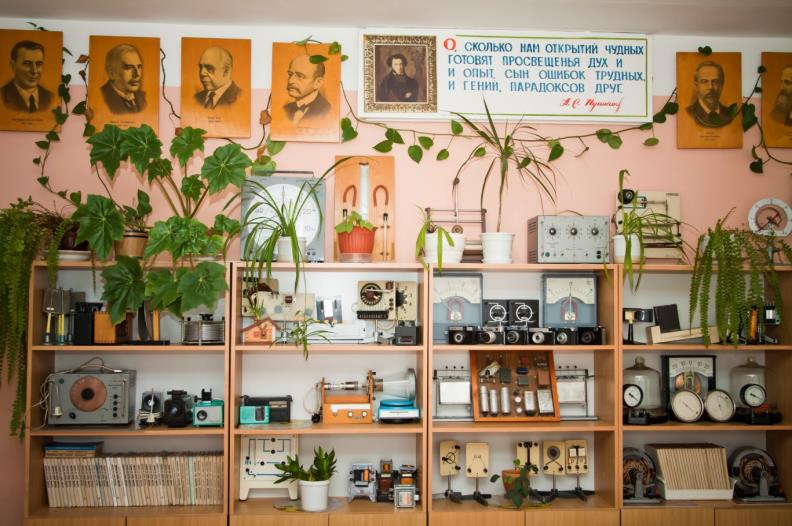 О, СКОЛЬКО НАМ ОТКРЫТИЙ ЧУДНЫХ
ГОТОВЯТ ПРОСВЕЩЕНЬЯ ДУХ И
И ОПЫТ, СЫН ОШИБОК ТРУДНЫХ,
И ГЕНИЙ, ПАРАДОКСОВ ДРУГ.
А.С. Пушкин